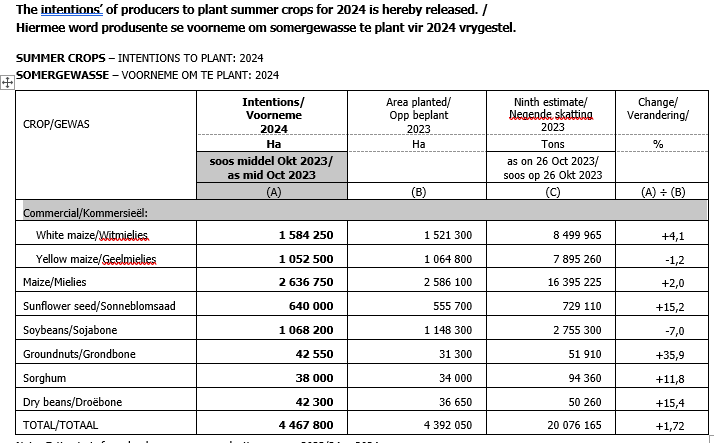 The intentions’ of producers to plant summer crops for 2024 is hereby released. /
Hiermee word produsente se voorneme om somergewasse te plant vir 2024 vrygestel.
SUMMER CROPS – INTENTIONS TO PLANT: 2024
SOMERGEWASSE – VOORNEME OM TE PLANT: 2024
CROP/GEWAS
Intentions/
Voorneme
2024
Ha
soos middel Okt 2023/
as mid Oct 2023
(A)
Area planted/
Opp beplant
2023
Ha
(B)
Ninth estimate/
Negende skatting
2023
Tons
as on 26 Oct 2023/
soos op 26 Okt 2023
(C)
Change/
Verandering/
%
(A) ÷ (B)
Commercial/Kommersieël:
White maize/Witmielies 1 584 250 1 521 300 8 499 965 +4,1
Yellow maize/Geelmielies 1 052 500 1 064 800 7 895 260 -1,2
Maize/Mielies 2 636 750 2 586 100 16 395 225 +2,0
Sunflower seed/Sonneblomsaad 640 000 555 700 729 110 +15,2
Soybeans/Sojabone 1 068 200 1 148 300 2 755 300 -7,0
Groundnuts/Grondbone 42 550 31 300 51 910 +35,9
Sorghum 38 000 34 000 94 360 +11,8
Dry beans/Droëbone 42 300 36 650 50 260 +15,4
TOTAL/TOTAAL 4 467 800 4 392 050 20 076 165 +1,72